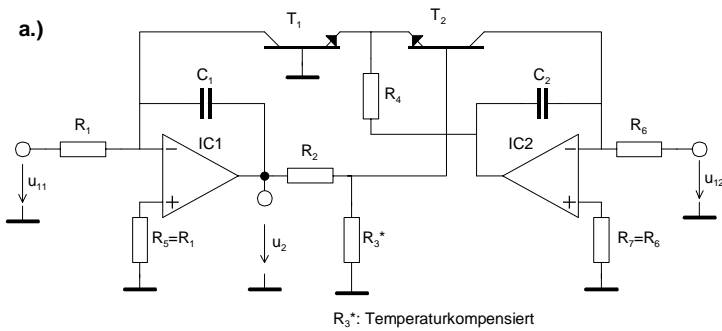 a.)
T1
T2
C1
R4
C2
R1
IC1
R2
IC2
R6
−
−
u11
+
+
u12
R5=R1
u2
R3*
R7=R6
R3*: Temperaturkompensiert